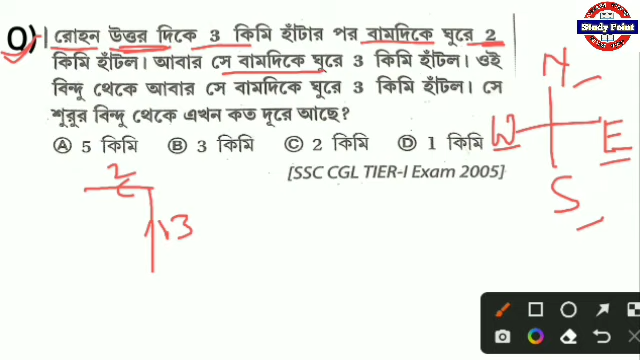 Q) রোহন উত্তর দিকে 3 কিমি হাঁটার পর বামদিকে ঘুরে 2
কিমি হাঁটল। আবার সে বামদিকে ঘুরে 3 কিমি হাঁটল। ওই
বিন্দু থেকে আবার সে বামদিকে ঘুরে 3 কিমি হাঁটল। সে
শুরুর বিন্দু থেকে এখন কত দূরে আছে?
Ⓐ 5 কিমি Ⓑ 3 কিমি Ⓒ 2 কিমি Ⓓ 1 কিমি
[SSC CGL TIER-I Exam 2005]
N
W E
S
2
3
Study Point